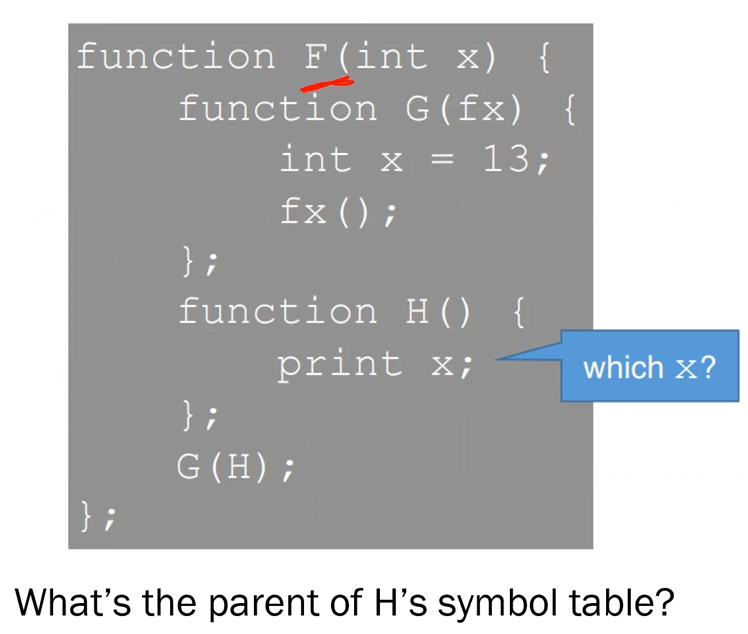 function F(int x) {
function G(fx) {
int x = 13;
fx();
};
function H() {
print x;
which x?
};
G(H);
};
What’s the parent of H’s symbol table?